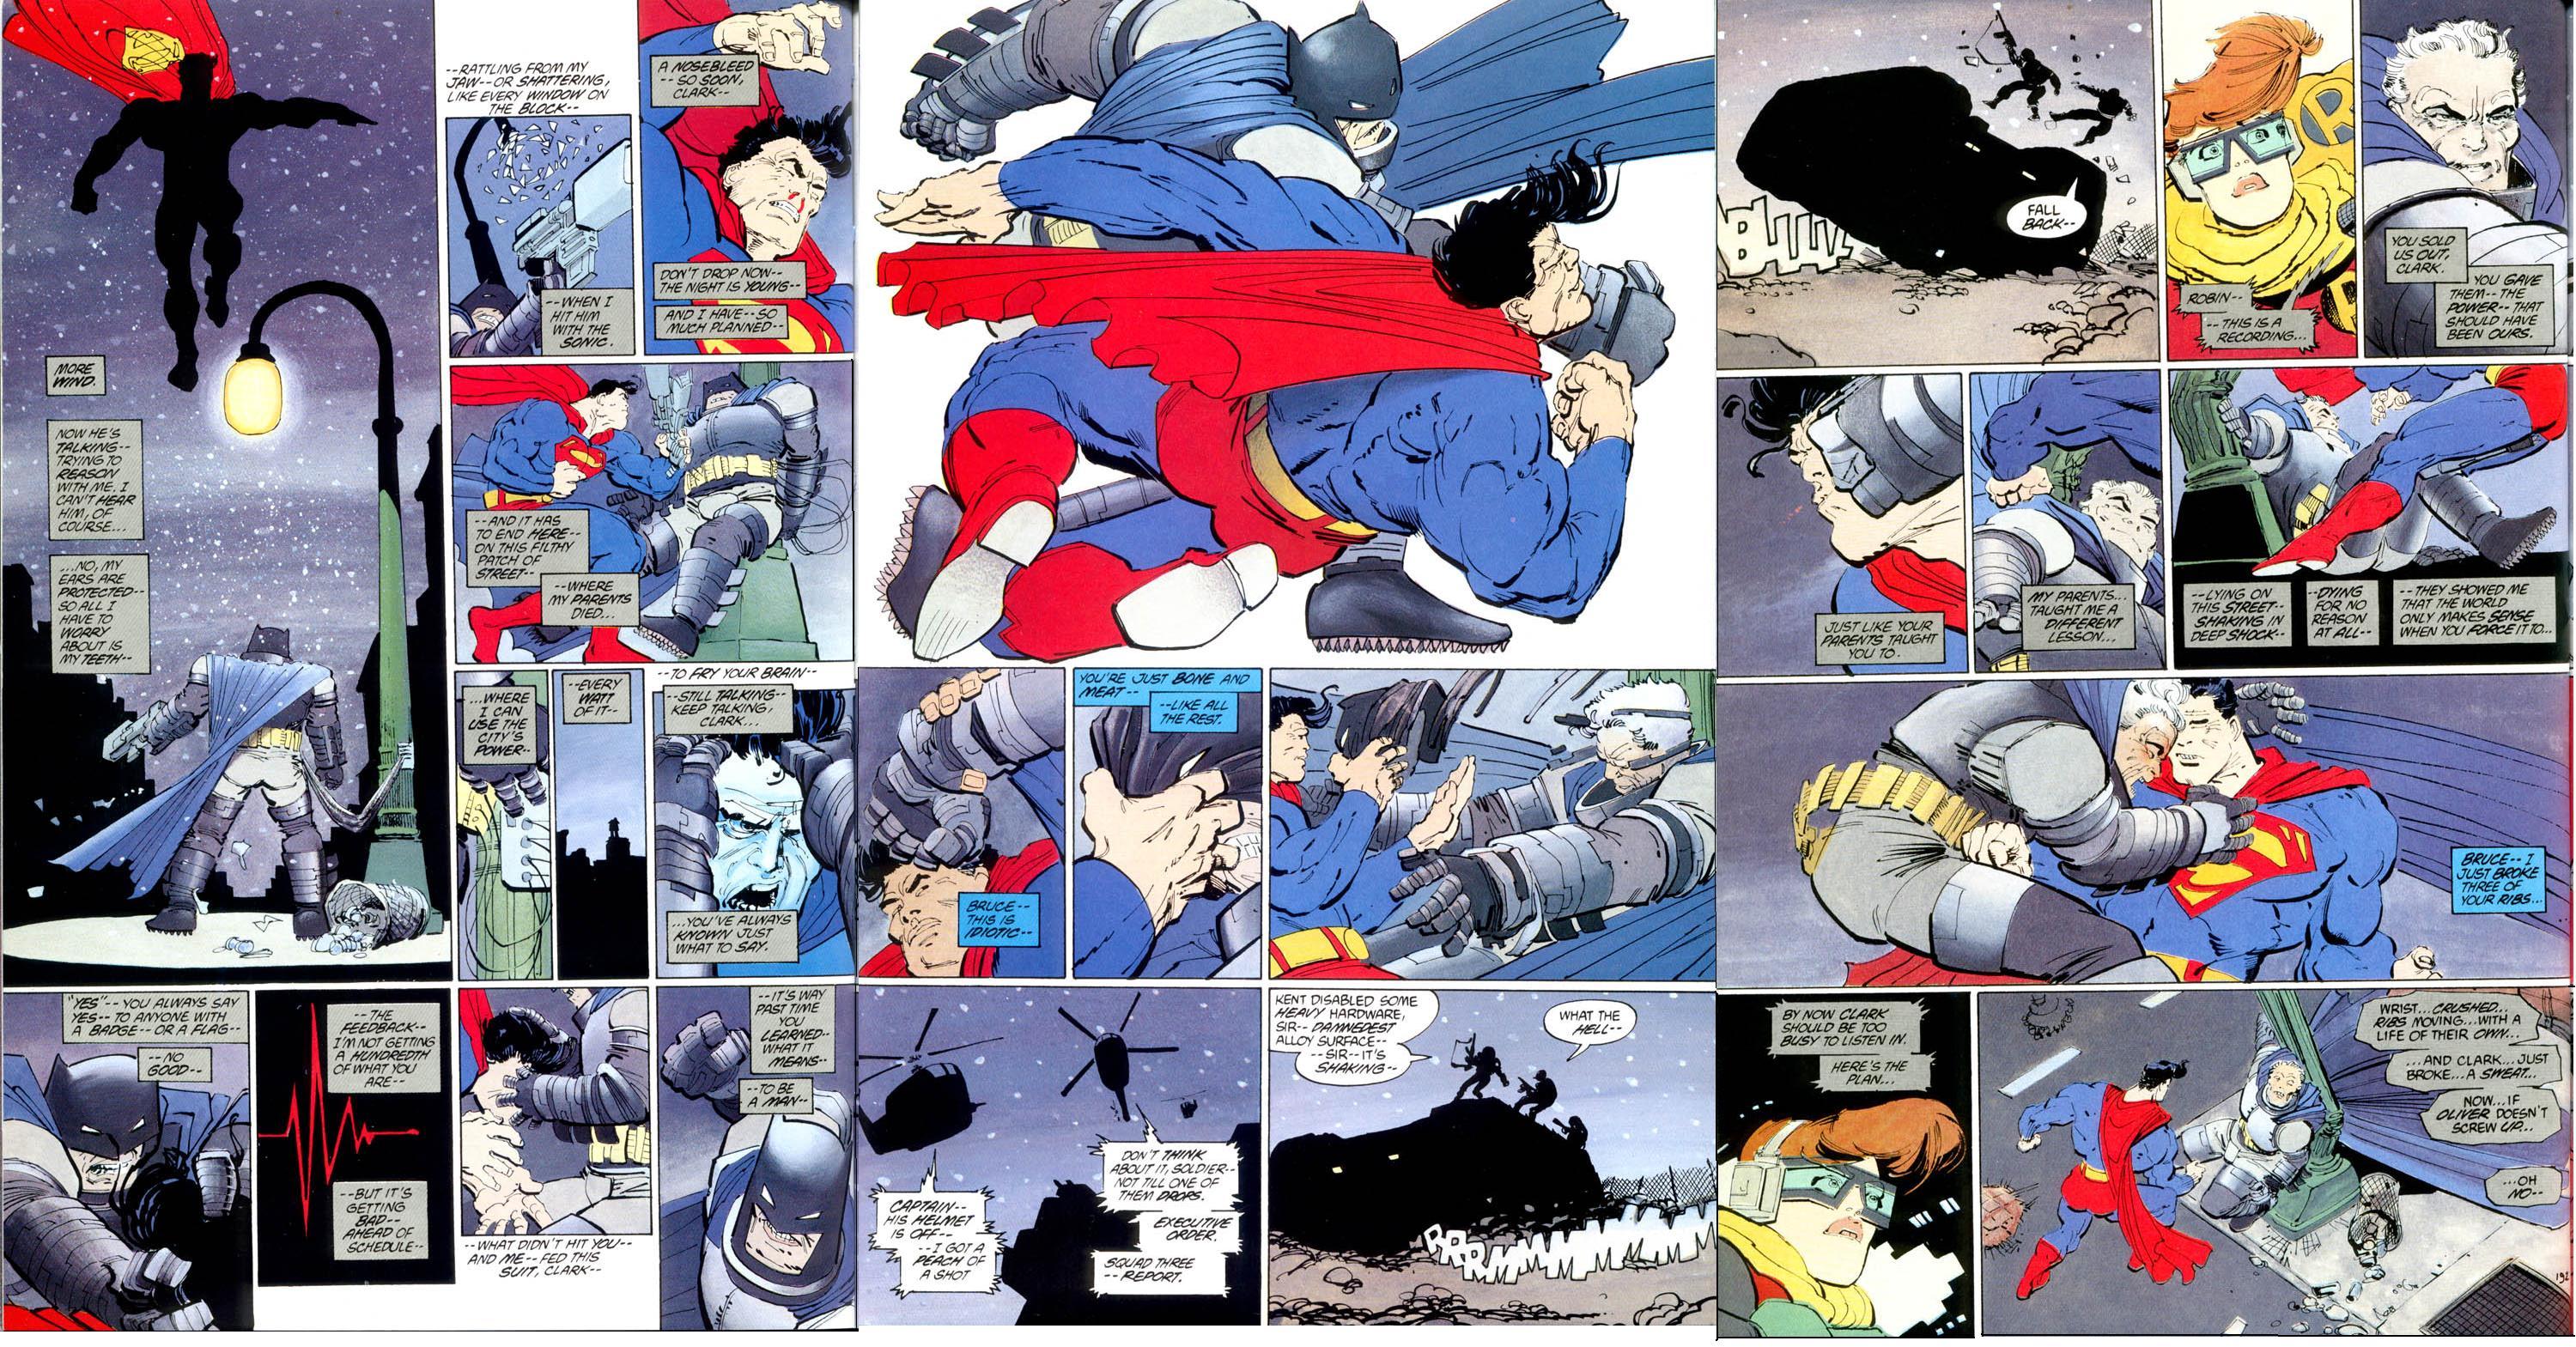 MORE
WIND.
NOW HE'S
TALKING--
TRYING TO
REASON
WITH ME. I
CAN'T HEAR
HIM, OF
COURSE...
...NO, MY
EARS ARE
PROTECTED--
SO ALL I
HAVE TO
WORRY
ABOUT IS
MY TEETH--
--RATTLING FROM MY
JAW--OR SHATTERING,
LIKE EVERY WINDOW ON
THE BLOCK--
--WHEN I
HIT HIM
WITH THE
SONIC.
A NOSEBLEED
--SO SOON,
CLARK--
DON'T DROP NOW--
THE NIGHT IS YOUNG--
AND I HAVE--SO
MUCH PLANNED--
--AND IT HAS
TO END HERE--
ON THIS FILTHY
PATCH OF
STREET--
--WHERE
MY PARENTS
DIED...
...WHERE
I CAN
USE THE
CITY'S
POWER--
--EVERY
WATT
OF IT--
--TO FRY YOUR BRAIN--
--STILL TALKING--
KEEP TALKING,
CLARK...
...YOU'VE ALWAYS
KNOWN JUST
WHAT TO SAY.
"YES"--YOU ALWAYS SAY
YES--TO ANYONE WITH
A BADGE--OR A FLAG--
--NO
GOOD--
--THE
FEEDBACK--
I'M NOT GETTING
A HUNDREDTH
OF WHAT YOU
ARE--
--BUT IT'S
GETTING
BAD--
AHEAD OF
SCHEDULE--
--WHAT DIDN'T HIT YOU--
AND ME--FED THIS
SUIT, CLARK--
--IT'S WAY
PAST TIME
YOU
LEARNED--
WHAT IT
MEANS--
--TO BE
A MAN--
BRUCE--
THIS IS
IDIOTIC--
YOU'RE JUST BONE AND
MEAT--
--LIKE ALL
THE REST.
CAPTAIN--
HIS HELMET
IS OFF--
--I GOT A
PEACH OF
A SHOT
DON'T THINK
ABOUT IT, SOLDIER--
NOT TILL ONE OF
THEM DROPS.
EXECUTIVE
ORDER.
SQUAD THREE
--REPORT.
KENT DISABLED SOME
HEAVY HARDWARE,
SIR--DAMNEDEST
ALLOY SURFACE--
--SIR--IT'S
SHAKING--
WHAT THE
HELL--
RRRMMMMMMMM
FALL
BACK--
ROBIN--
--THIS IS A
RECORDING...
YOU SOLD
US OUT,
CLARK.
YOU GAVE
THEM--THE
POWER--THAT
SHOULD HAVE
BEEN OURS.
JUST LIKE YOUR
PARENTS TAUGHT
YOU TO.
MY PARENTS...
TAUGHT ME A
DIFFERENT
LESSON...
--LYING ON
THIS STREET--
SHAKING IN
DEEP SHOCK--
--DYING
FOR NO
REASON
AT ALL--
--THEY SHOWED ME
THAT THE WORLD
ONLY MAKES SENSE
WHEN YOU FORCE IT TO...
BRUCE--I
JUST BROKE
THREE OF
YOUR RIBS...
BY NOW CLARK
SHOULD BE TOO
BUSY TO LISTEN IN.
HERE'S THE
PLAN...
WRIST...CRUSHED...
RIBS MOVING...WITH A
LIFE OF THEIR OWN...
...AND CLARK...JUST
BROKE...A SWEAT...
NOW...IF
OLIVER DOESN'T
SCREW UP...
...OH
NO--
192